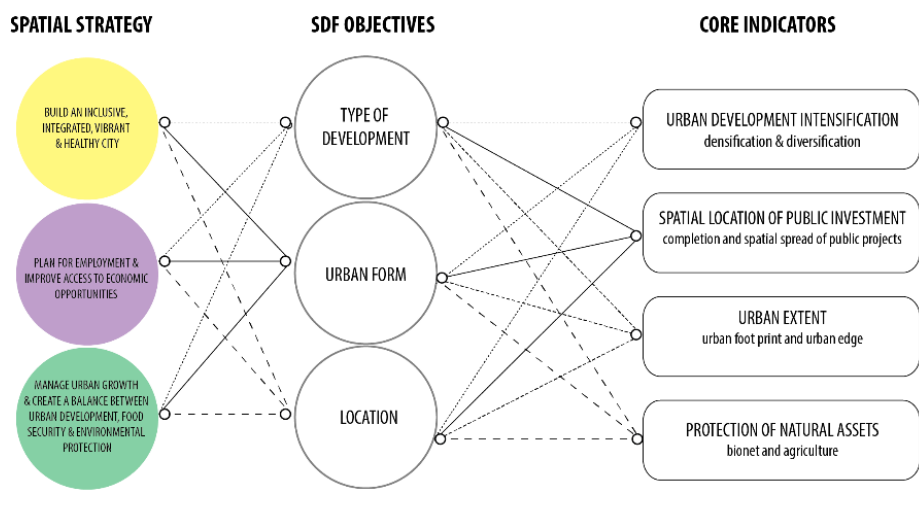 SPATIAL STRATEGY
SDF OBJECTIVES
CORE INDICATORS
BUILD AN INCLUSIVE,
INTEGRATED, VIBRANT
& HEALTHY CITY
PLAN FOR EMPLOYMENT &
IMPROVE ACCESS TO ECONOMIC
OPPORTUNITIES
MANAGE URBAN GROWTH
& CREATE A BALANCE BETWEEN
URBAN DEVELOPMENT, FOOD
SECURITY & ENVIRONMENTAL
PROTECTION
TYPE OF
DEVELOPMENT
URBAN FORM
LOCATION
URBAN DEVELOPMENT INTENSIFICATION
densification & diversification
SPATIAL LOCATION OF PUBLIC INVESTMENT
completion and spatial spread of public projects
URBAN EXTENT
urban foot print and urban edge
PROTECTION OF NATURAL ASSETS
bionet and agriculture